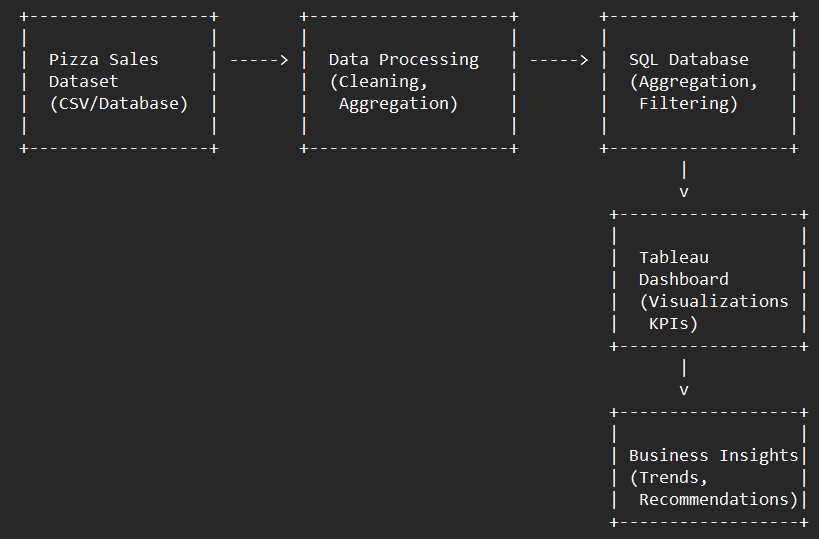 Pizza Sales
Dataset
(CSV/Database)
----->
Data Processing
(Cleaning,
Aggregation)
----->
SQL Database
(Aggregation,
Filtering)
|
v
Tableau
Dashboard
(Visualizations
KPIs)
|
v
Business Insights
(Trends,
Recommendations)